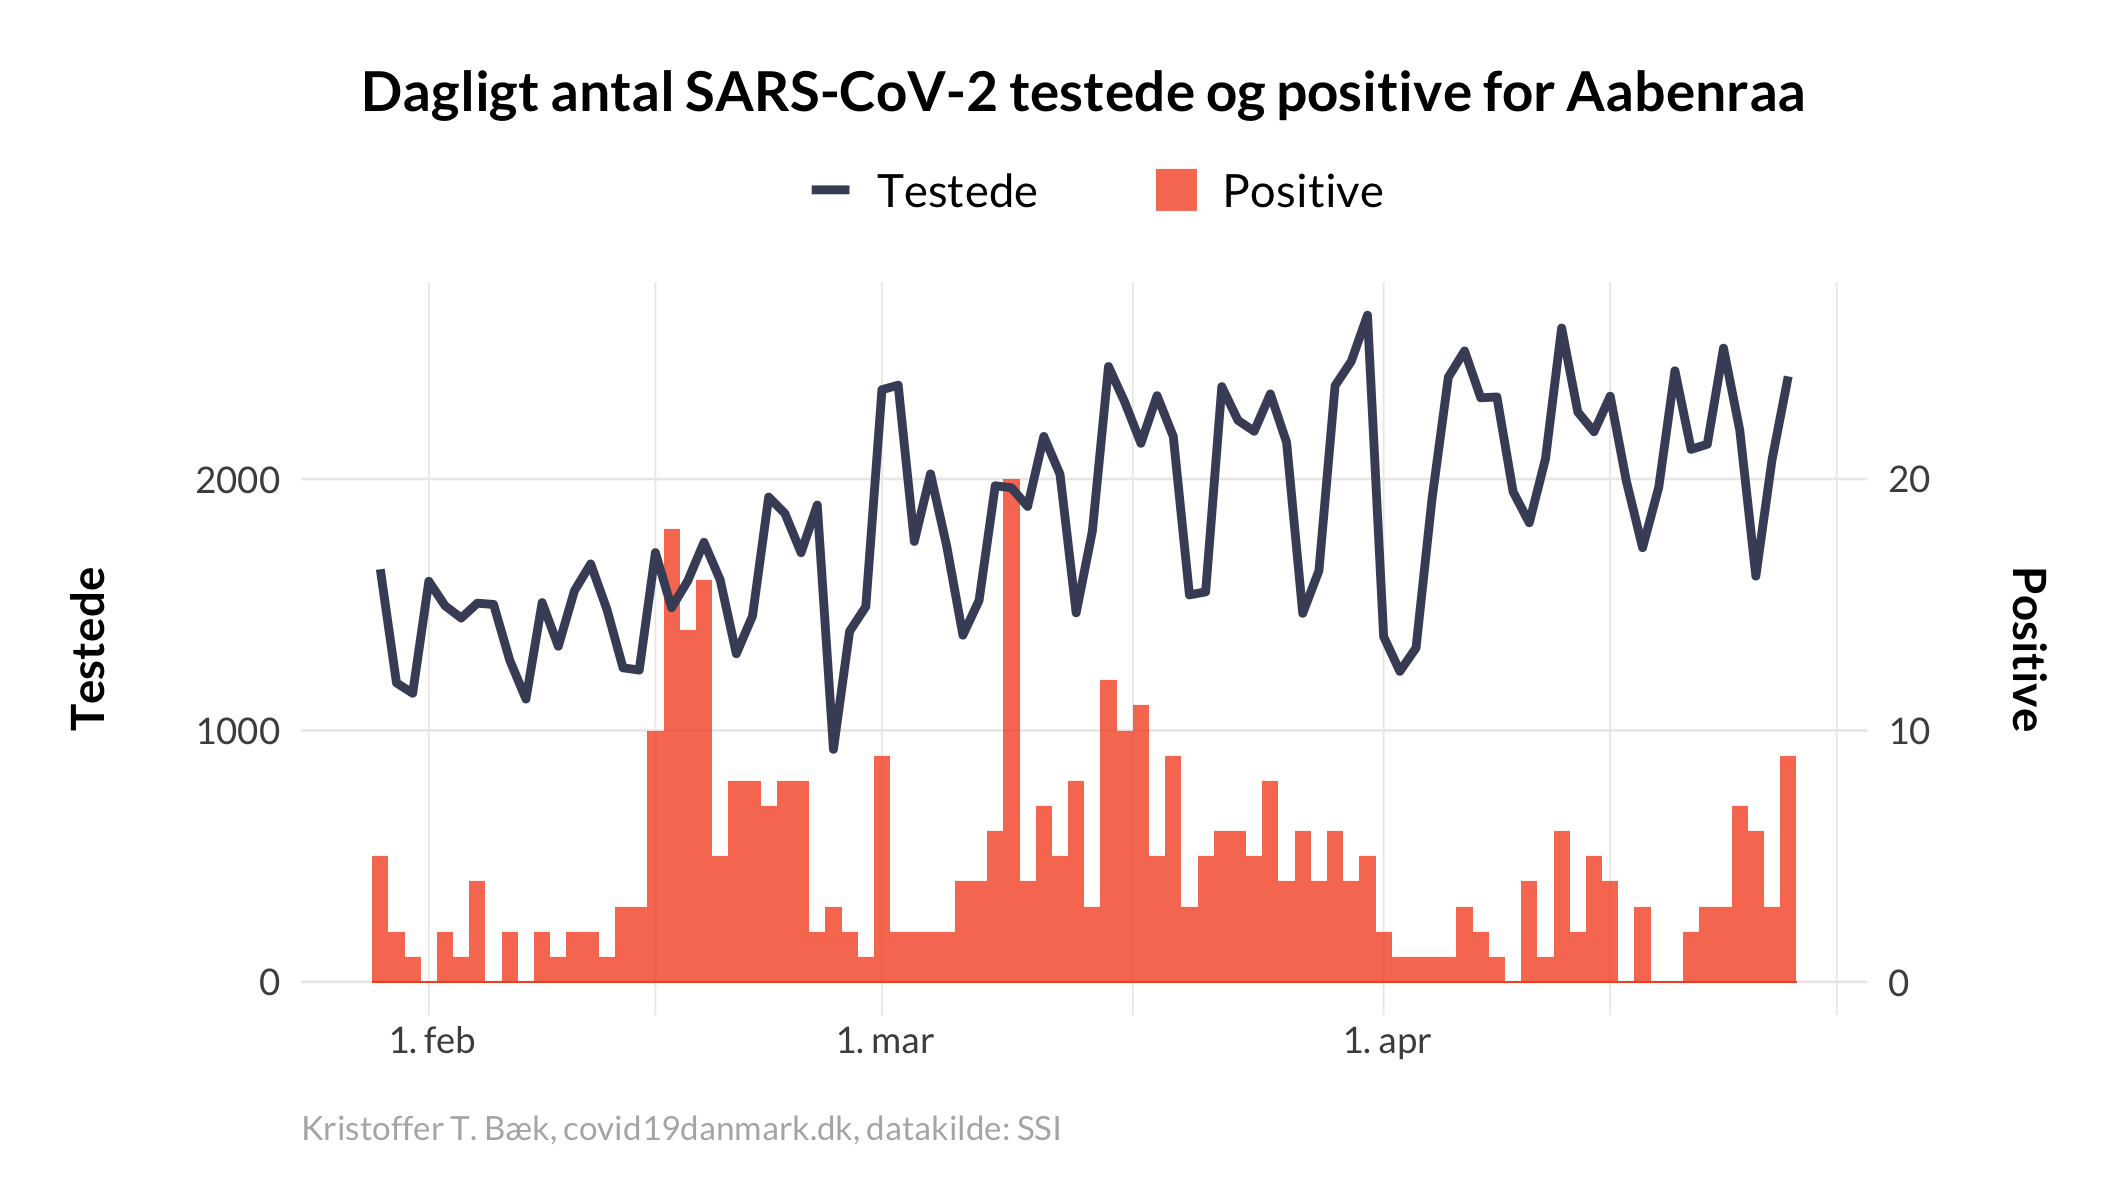 Dagligt antal SARS-CoV-2 testede og positive for Aabenraa
Testede
Positive
2000
1000
0
Testede
20
10
0
Positive
1. feb
1. mar
1. apr
Kristoffer T. Bæk, covid19danmark.dk, datakilde: SSI